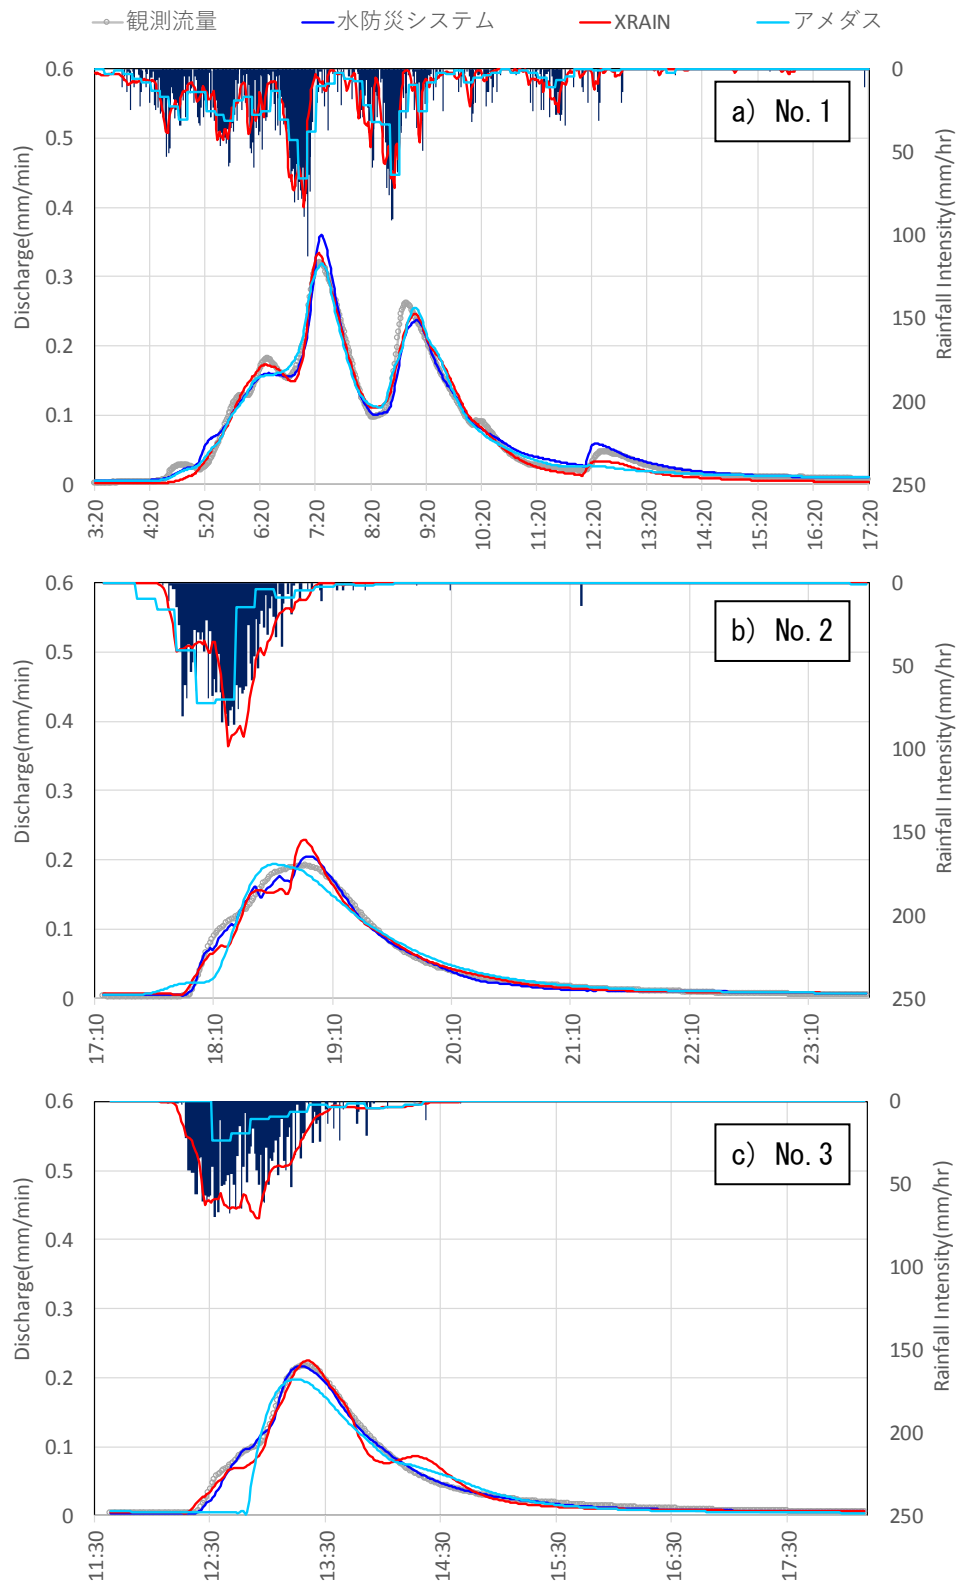 観測流量 水防災システム XRAIN アメダス
0.6 0.5 0.4 0.3 0.2 0.1 0
Discharge(mm/min)
a) No.1
0 50 100 150 200 250
Rainfall Intensity(mm/hr)
3:20 4:20 5:20 6:20 7:20 8:20 9:20 10:20 11:20 12:20 13:20 14:20 15:20 16:20 17:20
0.6 0.5 0.4 0.3 0.2 0.1 0
Discharge(mm/min)
b) No.2
0 50 100 150 200 250
Rainfall Intensity(mm/hr)
17:10 18:10 19:10 20:10 21:10 22:10 23:10
0.6 0.5 0.4 0.3 0.2 0.1 0
Discharge(mm/min)
c) No.3
0 50 100 150 200 250
Rainfall Intensity(mm/hr)
11:30 12:30 13:30 14:30 15:30 16:30 17:30